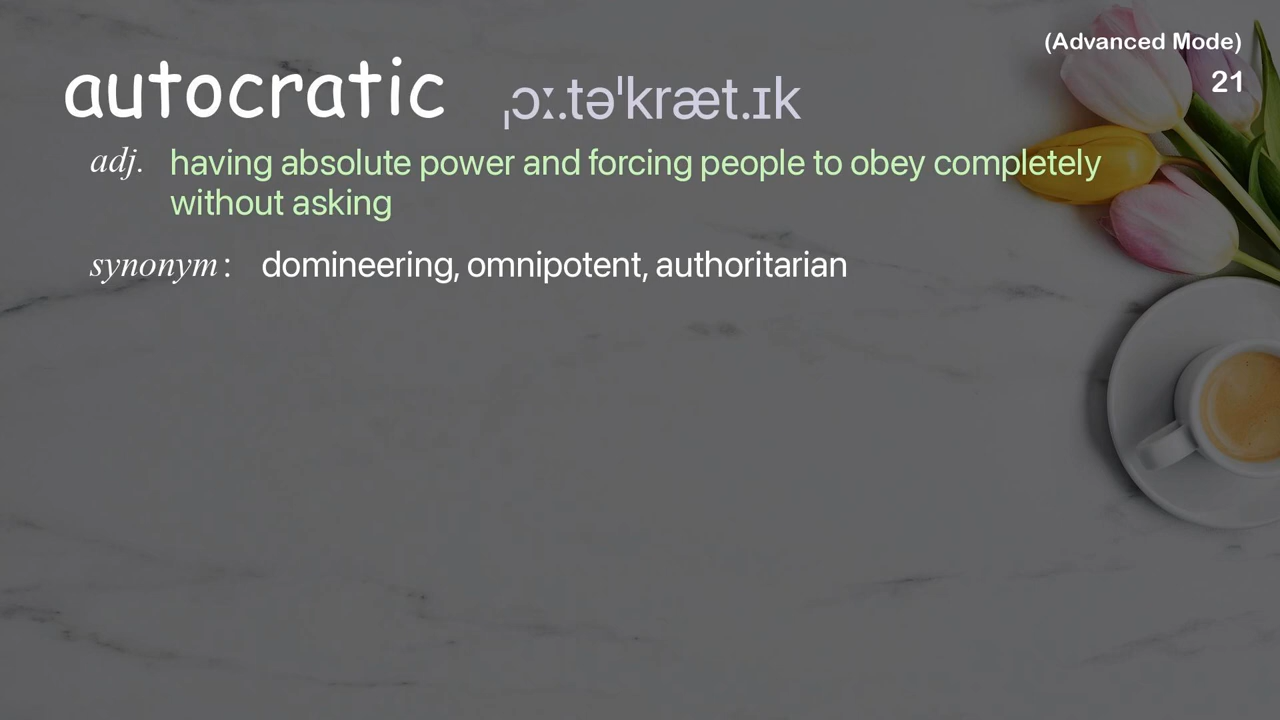 (Advanced Mode)
autocratic ˌɔː.təˈkræt.ɪk
21
adj. having absolute power and forcing people to obey completely
without asking
synonym : domineering, omnipotent, authoritarian